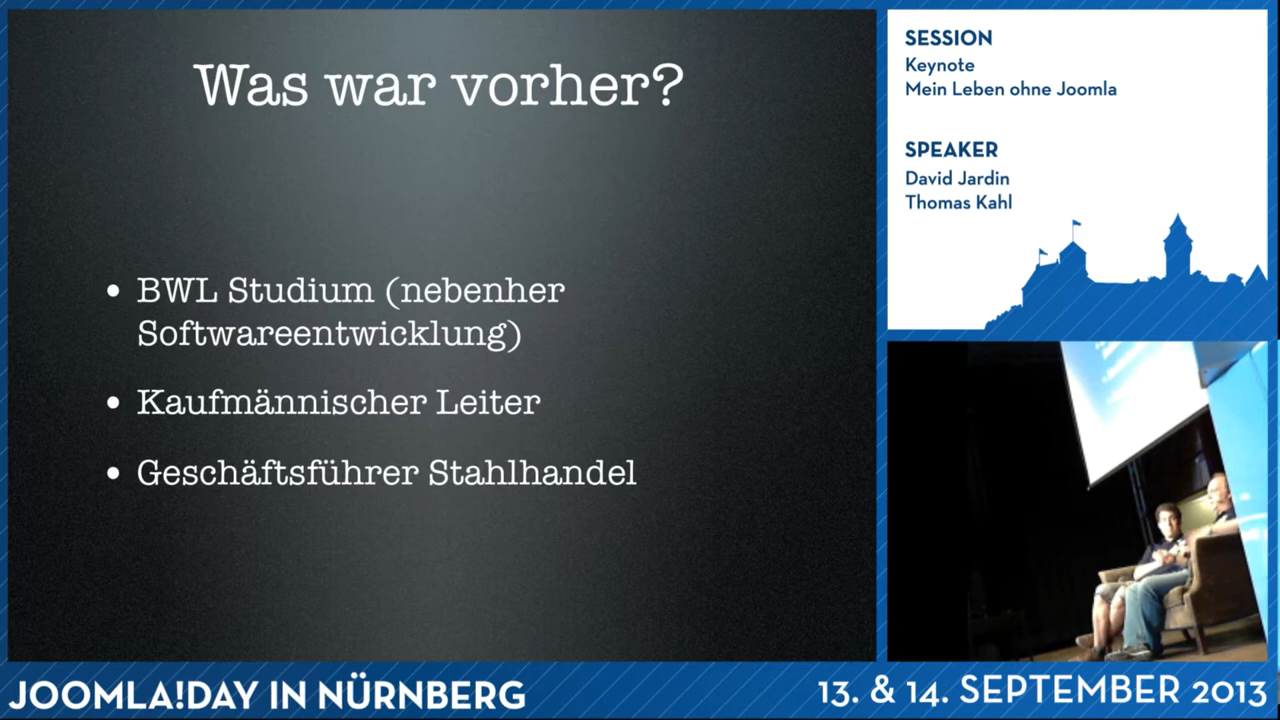 Was war vorher?
• BWL Studium (nebenher
Softwareentwicklung)
• Kaufmännischer Leiter
• Geschäftsführer Stahlhandel
SESSION
Keynote
Mein Leben ohne Joomla
SPEAKER
David Jardin
Thomas Kahl
JOOMLA!DAY IN NÜRNBERG
13. & 14. SEPTEMBER 2013